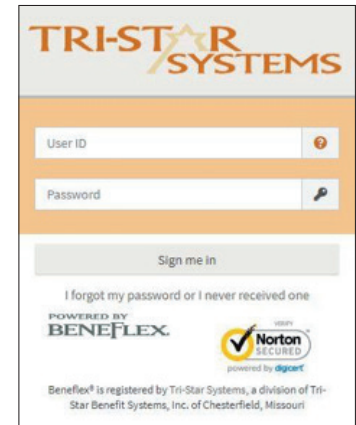 TRI-STAR
SYSTEMS
User ID
Password
Sign me in
I forgot my password or I never received one
POWERED BY
BENEFLEX.
VERIFY
Norton
SECURED
powered by digicert
Beneflex® is registered by Tri-Star Systems, a division of Tri-
Star Benefit Systems, Inc. of Chesterfield, Missouri